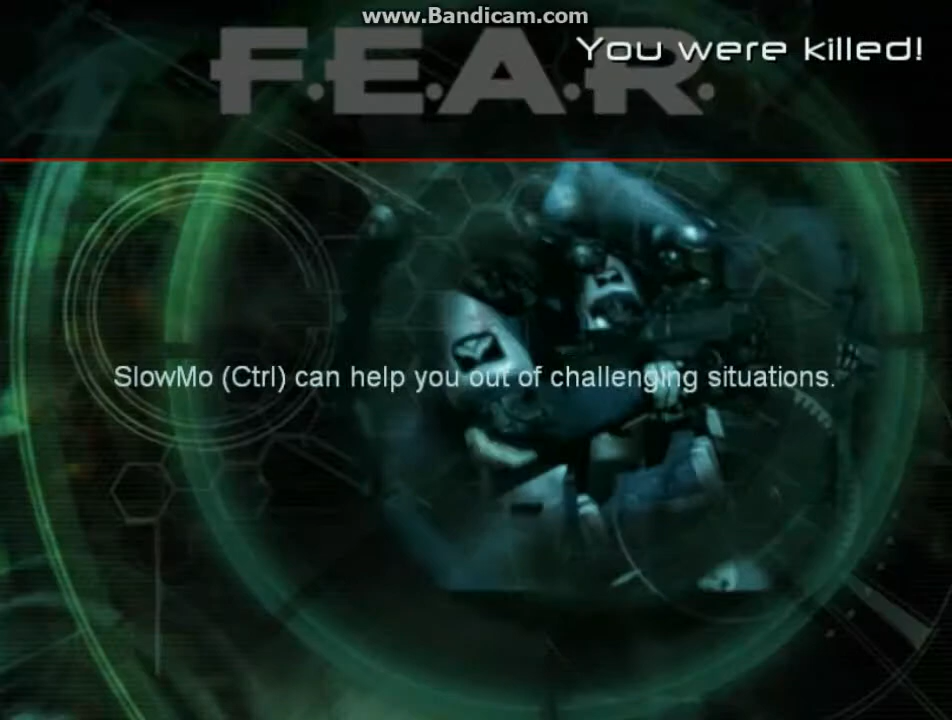 www.Bandicam.com
F.E.A.R.
You were killed!
SlowMo (Ctrl) can help you out of challenging situations.